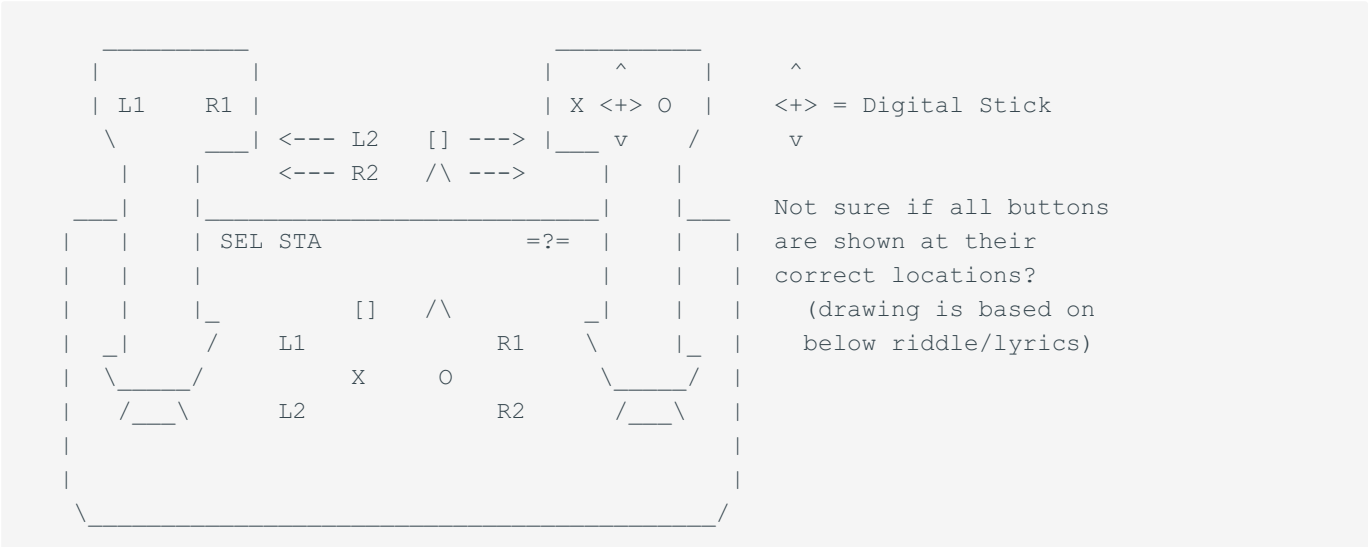 ^ ^
L1 R1 X <+> O <+> = Digital Stick
<--- L2 [] ---> v v
<--- R2 /\ --->
Not sure if all buttons
SEL STA =?= are shown at their
correct locations?
[] /\ (drawing is based on
L1 R1 below riddle/lyrics)
X O
L2 R2